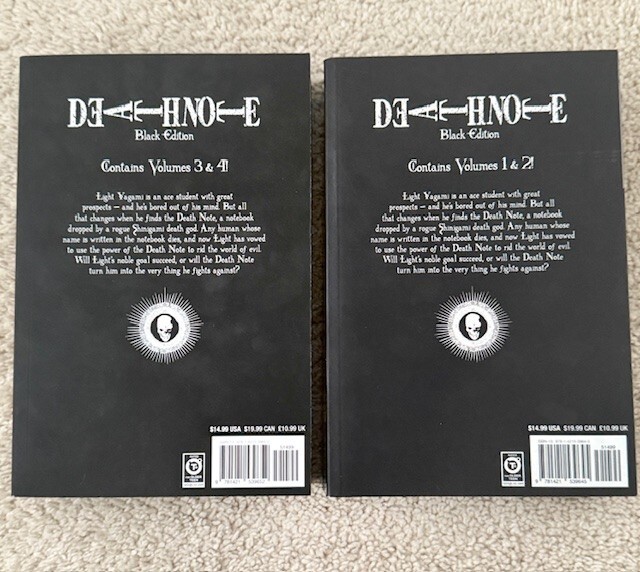 DEATHNOTE
Black Edition
Contains Volumes 3 & 4!
Light Yagami is an ace student with great
prospects – and he's bored out of his mind. But all
that changes when he finds the Death Note, a notebook
dropped by a rogue Shinigami death god. Any human whose
name is written in the notebook dies, and now Light has vowed
to use the power of the Death Note to rid the world of evil.
Will Light's noble goal succeed, or will the Death Note
turn him into the very thing he fights against?
$14.99 USA $19.99 CAN £10.99 UK
51499
9 781421
DEATHNOTE
Black Edition
Contains Volumes 1 & 2!
Light Yagami is an ace student with great
prospects – and he's bored out of his mind. But all
that changes when he finds the Death Note, a notebook
dropped by a rogue Shinigami death god. Any human whose
name is written in the notebook dies, and now Light has vowed
to use the power of the Death Note to rid the world of evil.
Will Light's noble goal succeed, or will the Death Note
turn him into the very thing he fights against?
$14.99 USA $19.99 CAN £10.99 UK
51499
9 781421 539645